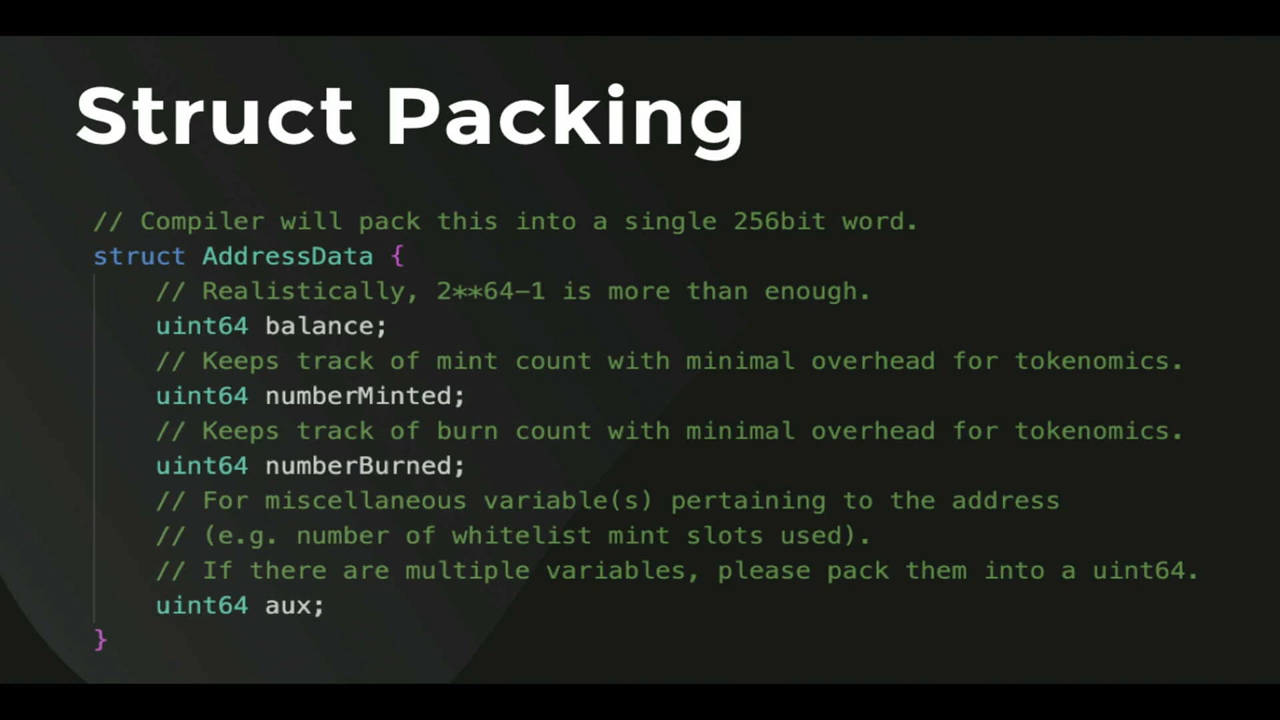 Struct Packing
// Compiler will pack this into a single 256bit word.
struct AddressData {
// Realistically, 2**64-1 is more than enough.
uint64 balance;
// Keeps track of mint count with minimal overhead for tokenomics.
uint64 numberMinted;
// Keeps track of burn count with minimal overhead for tokenomics.
uint64 numberBurned;
// For miscellaneous variable(s) pertaining to the address
// (e.g. number of whitelist mint slots used).
// If there are multiple variables, please pack them into a uint64.
uint64 aux;
}